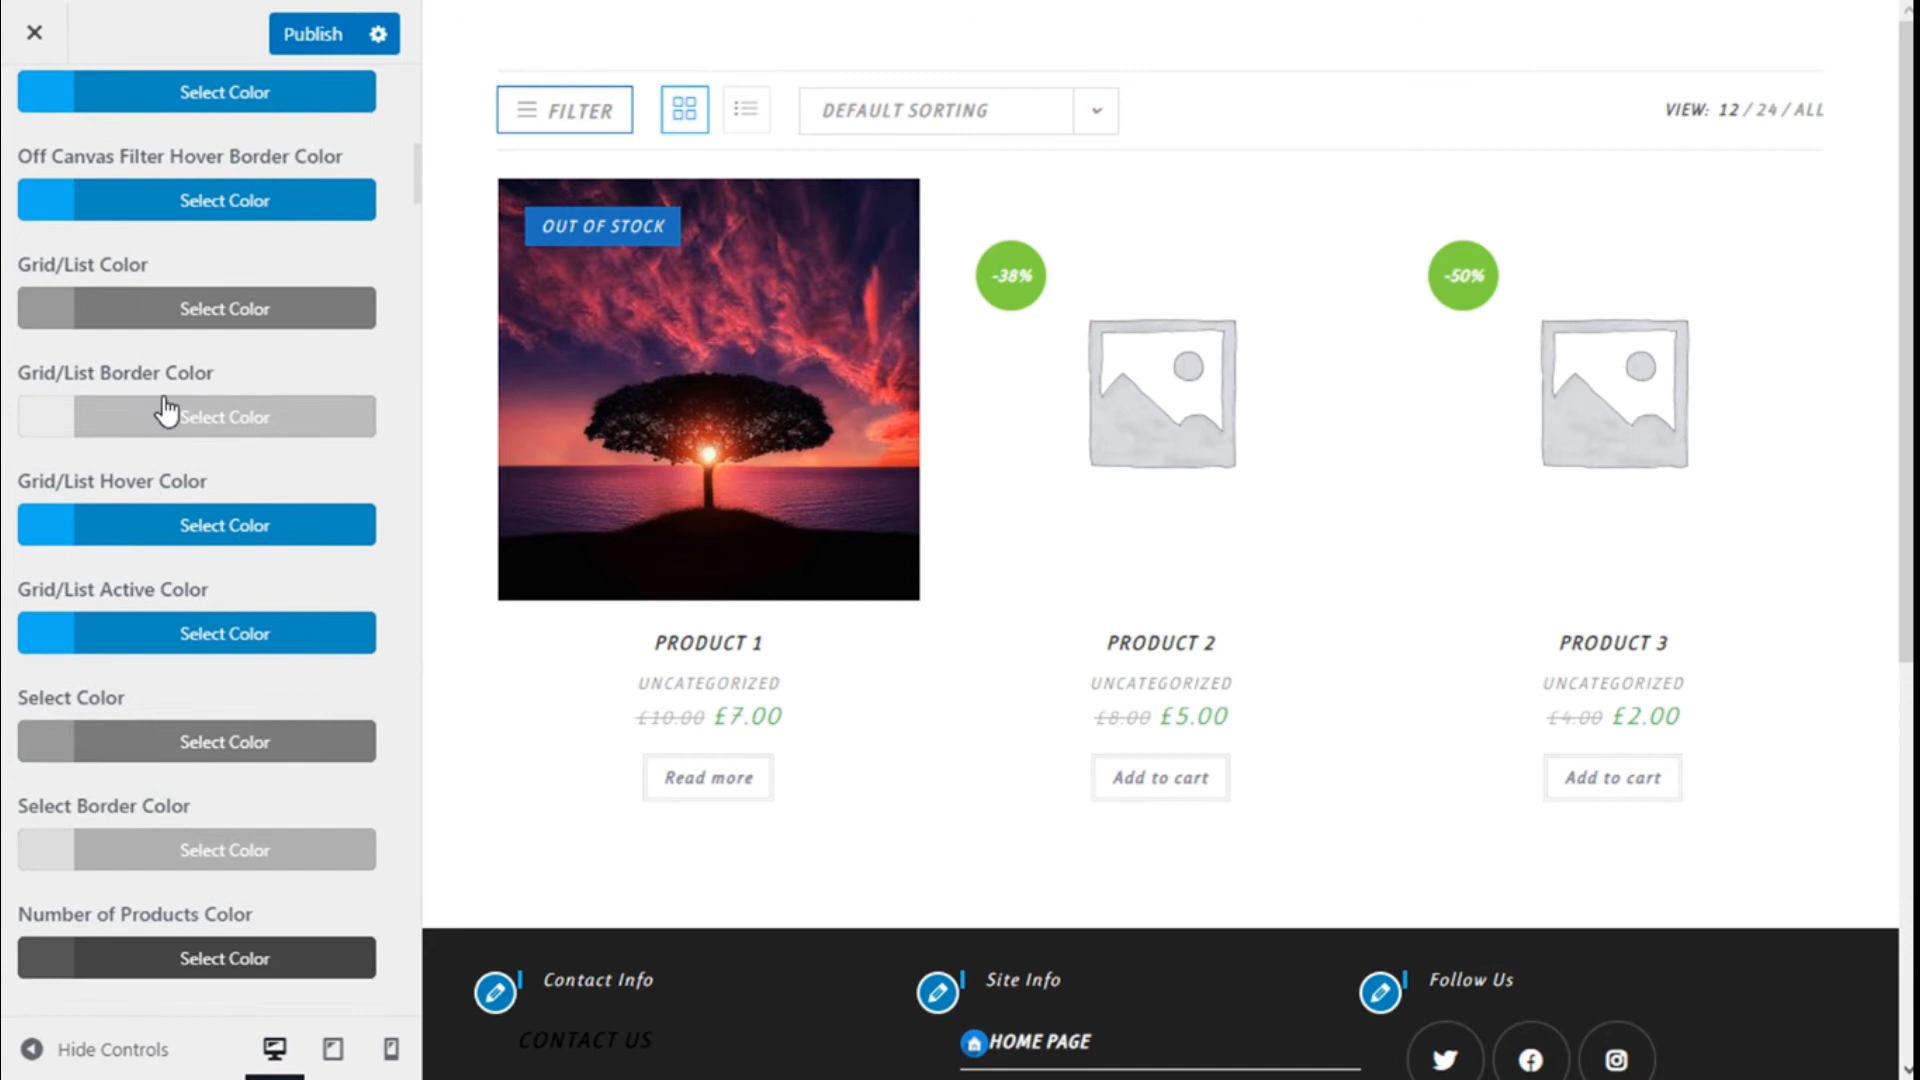 Publish
Select Color
Off Canvas Filter Hover Border Color
Select Color
Grid/List Color
Select Color
Grid/List Border Color
Select Color
Grid/List Hover Color
Select Color
Grid/List Active Color
Select Color
Select Color
Select Color
Select Border Color
Select Color
Number of Products Color
Select Color
Hide Controls
FILTER
DEFAULT SORTING
VIEW: 12 / 24 / ALL
OUT OF STOCK
-38%
-50%
PRODUCT 1
UNCATEGORIZED
£10.00 £7.00
Read more
PRODUCT 2
UNCATEGORIZED
£8.00 £5.00
Add to cart
PRODUCT 3
UNCATEGORIZED
£4.00 £2.00
Add to cart
Contact Info
CONTACT US
Site Info
HOME PAGE
Follow Us